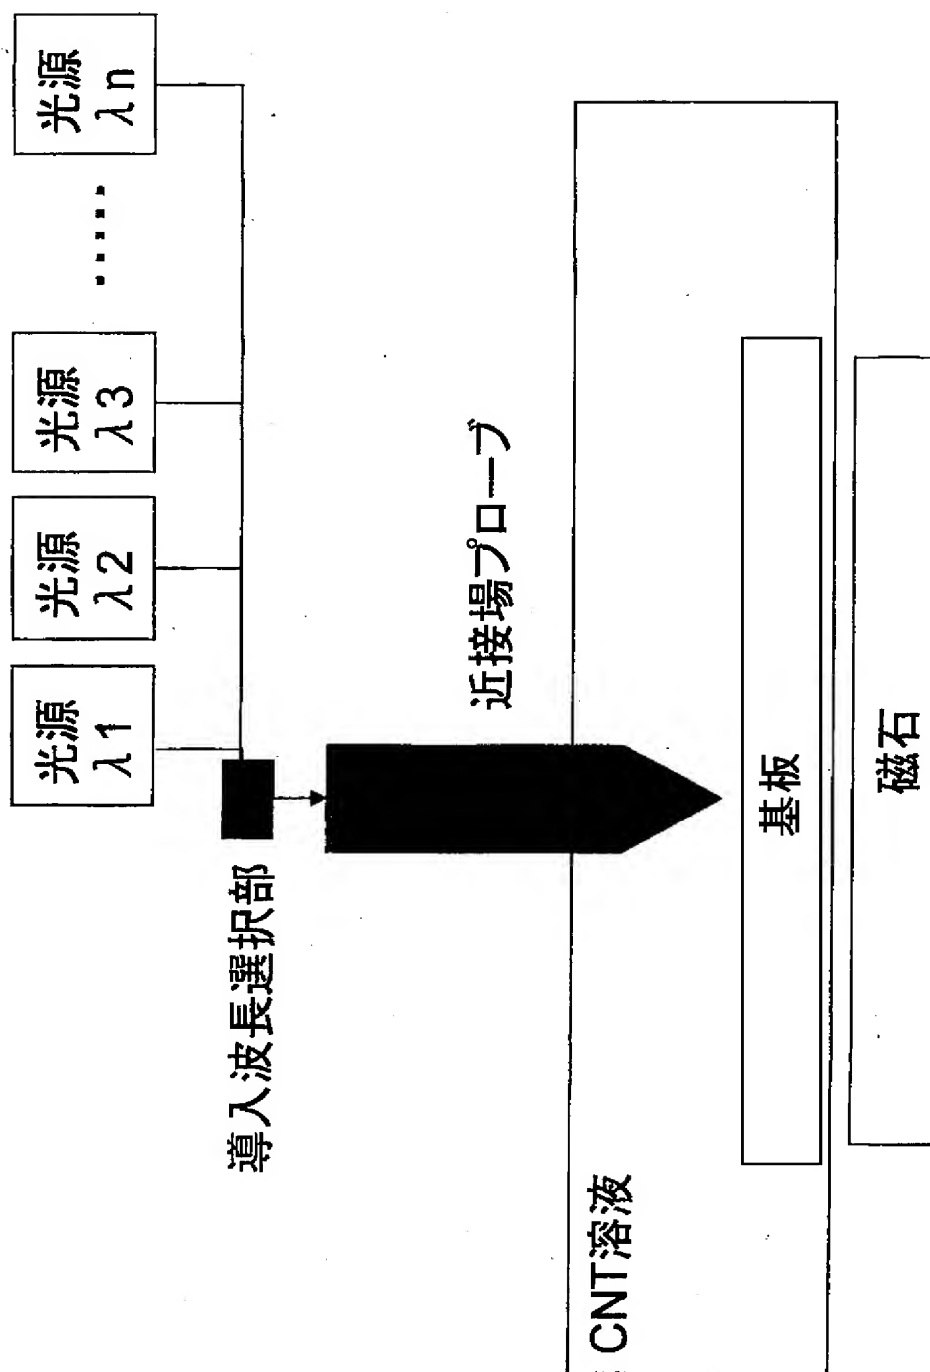 光源
λ1
光源
λ2
光源
λ3
......
光源
λn
導入波長選択部
近接場プローブ
CNT溶液
基板
磁石